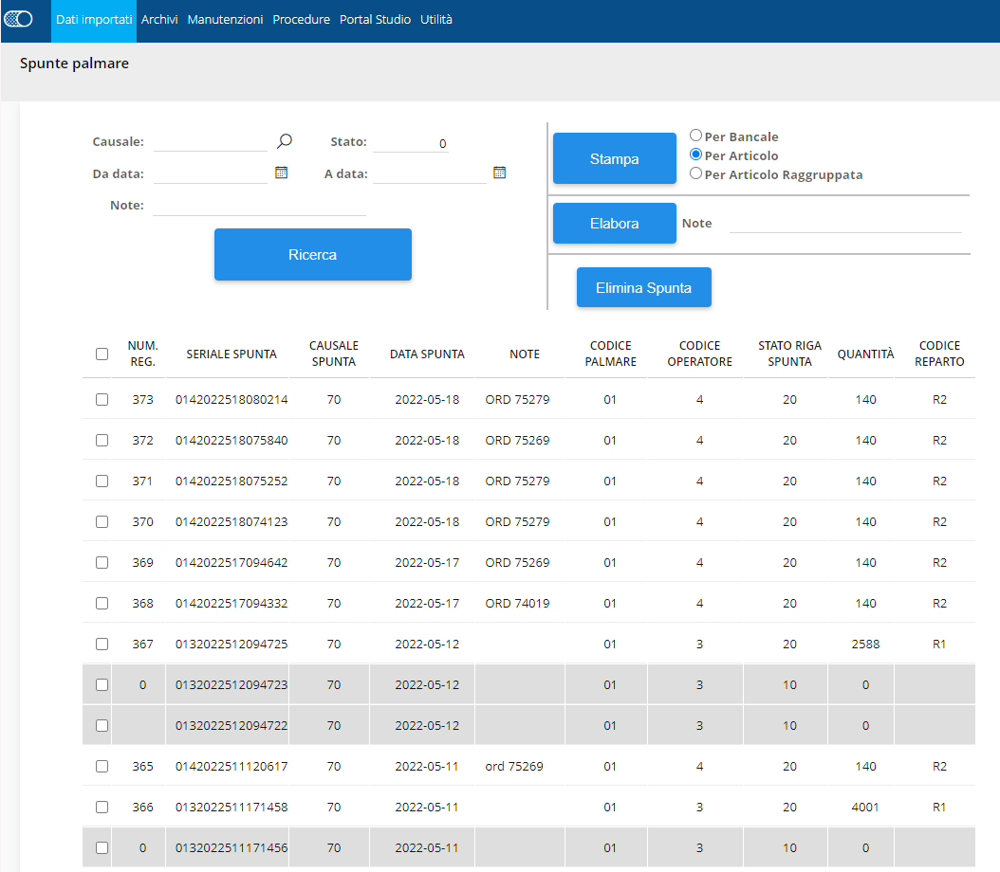 Dati importati Archivi Manutenzioni Procedure Portal Studio Utilità
Spunte palmare
Causale: Stato: 0
Da data: A data:
Note:
Ricerca
Stampa
Per Bancale
Per Articolo
Per Articolo Raggruppata
Elabora Note
Elimina Spunta
NUM. REG. SERIALE SPUNTA CAUSALE SPUNTA DATA SPUNTA NOTE CODICE PALMARE CODICE OPERATORE STATO RIGA SPUNTA QUANTITÀ CODICE REPARTO
373 0142022518080214 70 2022-05-18 ORD 75279 01 4 20 140 R2
372 0142022518075840 70 2022-05-18 ORD 75269 01 4 20 140 R2
371 0142022518075252 70 2022-05-18 ORD 75279 01 4 20 140 R2
370 0142022518074123 70 2022-05-18 ORD 75279 01 4 20 140 R2
369 0142022517094642 70 2022-05-17 ORD 75269 01 4 20 140 R2
368 0142022517094332 70 2022-05-17 ORD 74019 01 4 20 140 R2
367 0132022512094725 70 2022-05-12 01 3 20 2588 R1
0 0132022512094723 70 2022-05-12 01 3 10 0
0132022512094722 70 2022-05-12 01 3 10 0
365 0142022511120617 70 2022-05-11 ord 75269 01 4 20 140 R2
366 0132022511171458 70 2022-05-11 01 3 20 4001 R1
0 0132022511171456 70 2022-05-11 01 3 10 0